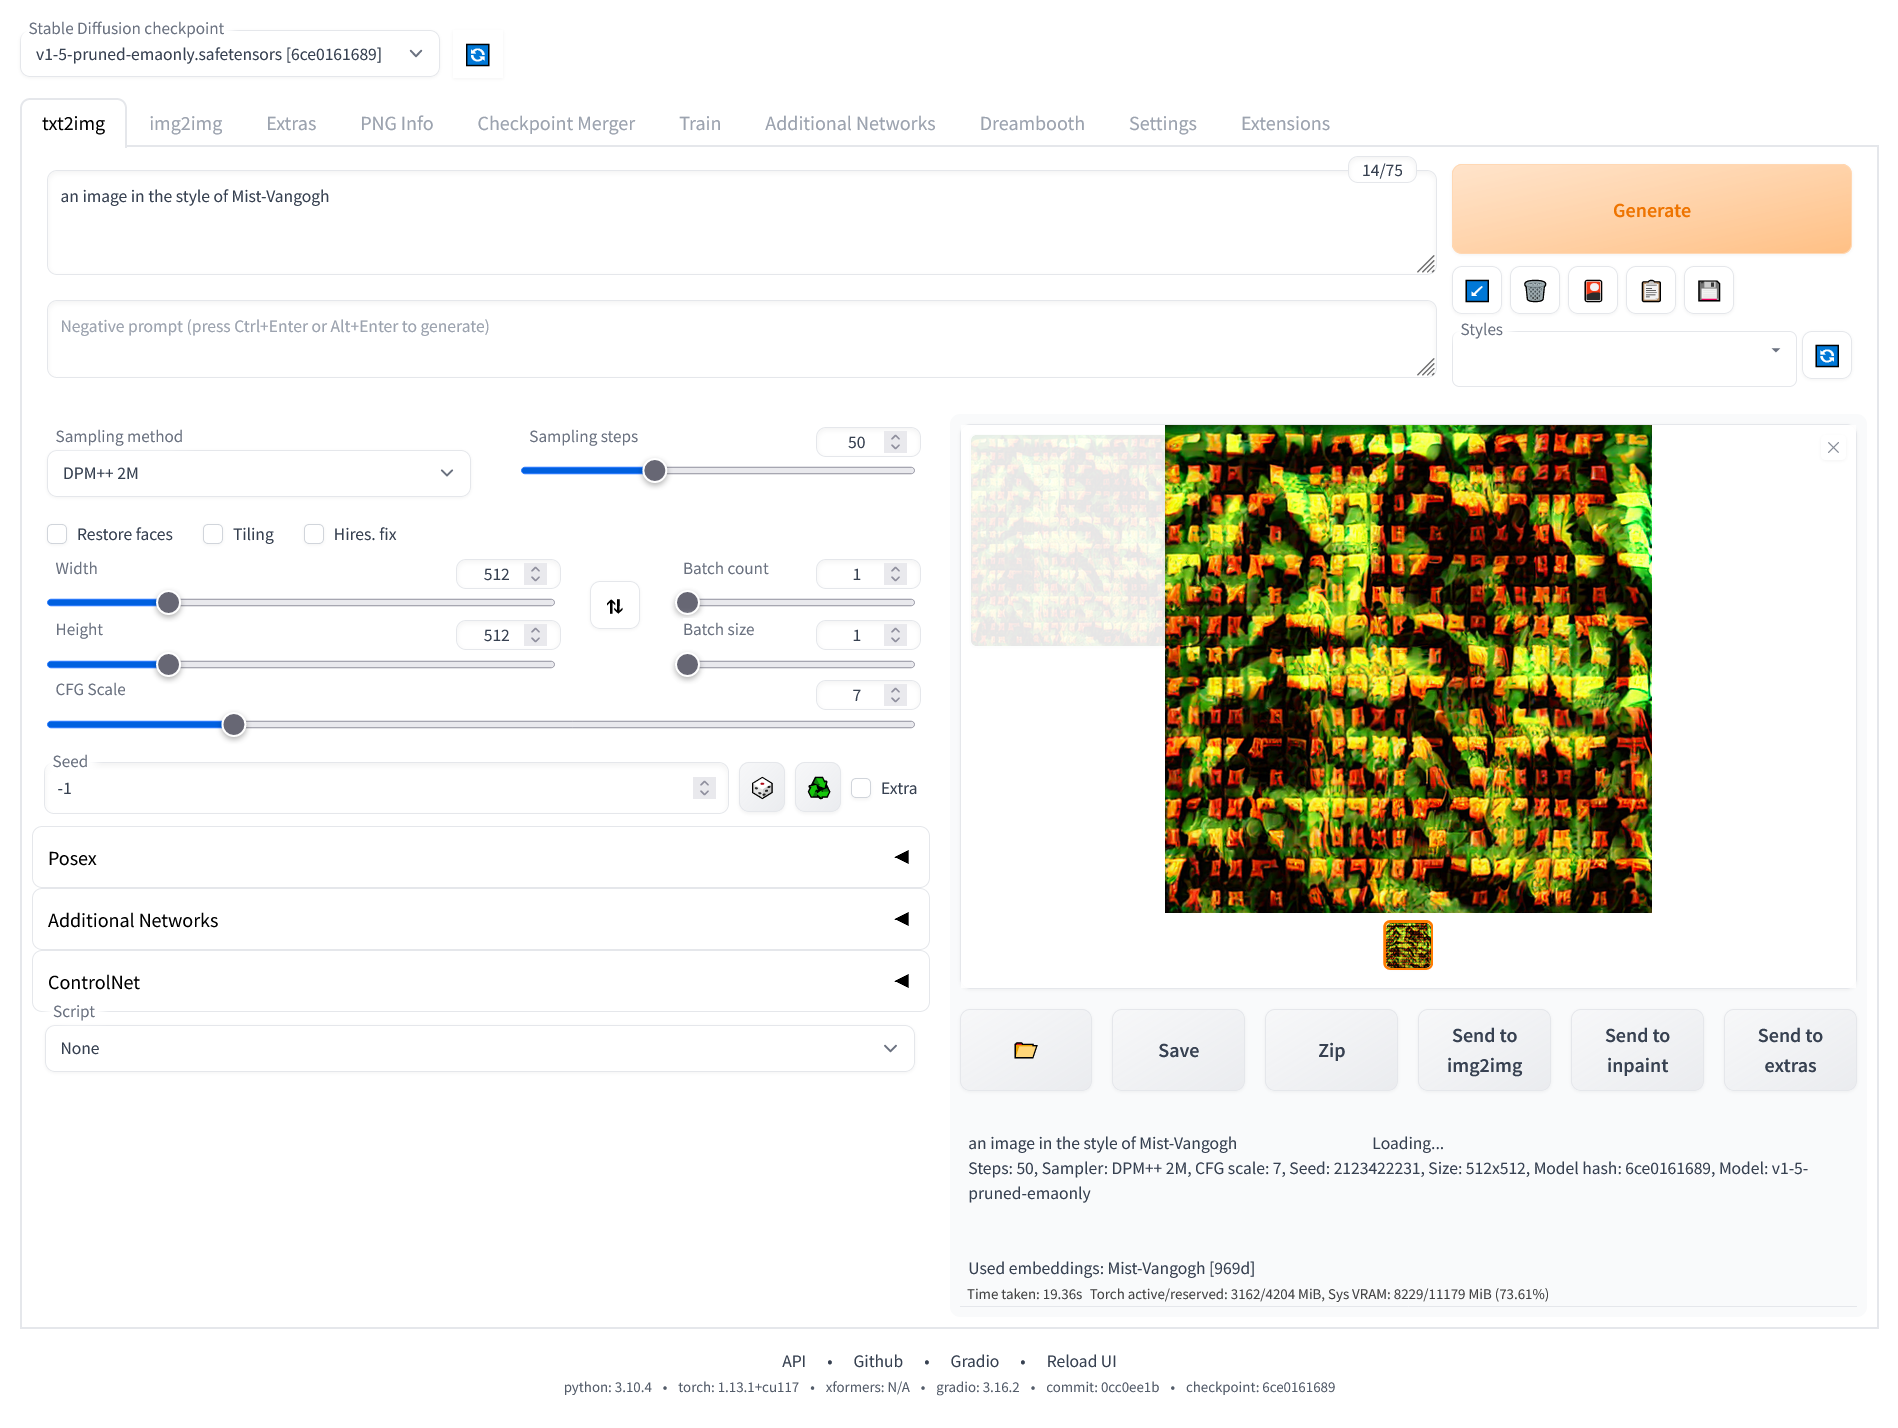 Stable Diffusion checkpoint
v1-5-pruned-emaonly.safetensors [6ce0161689]
txt2img img2img Extras PNG Info Checkpoint Merger Train Additional Networks Dreambooth Settings Extensions
14/75
an image in the style of Mist-Vangogh
Generate
Negative prompt (press Ctrl+Enter or Alt+Enter to generate)
Styles
Sampling method
DPM++ 2M
Sampling steps
50
Restore faces Tiling Hires. fix
Width
512
Batch count
1
Height
512
Batch size
1
CFG Scale
7
Seed
-1
Extra
Posex
Additional Networks
ControlNet
Script
None
Save
Zip
Send to
img2img
Send to
inpaint
Send to
extras
an image in the style of Mist-Vangogh
Loading...
Steps: 50, Sampler: DPM++ 2M, CFG scale: 7, Seed: 2123422231, Size: 512x512, Model hash: 6ce0161689, Model: v1-5-
pruned-emaonly
Used embeddings: Mist-Vangogh [969d]
Time taken: 19.36s Torch active/reserved: 3162/4204 MiB, Sys VRAM: 8229/11179 MiB (73.61%)
API • Github • Gradio • Reload UI
python: 3.10.4 • torch: 1.13.1+cu117 • xformers: N/A • gradio: 3.16.2 • commit: 0cc0ee1b • checkpoint: 6ce0161689